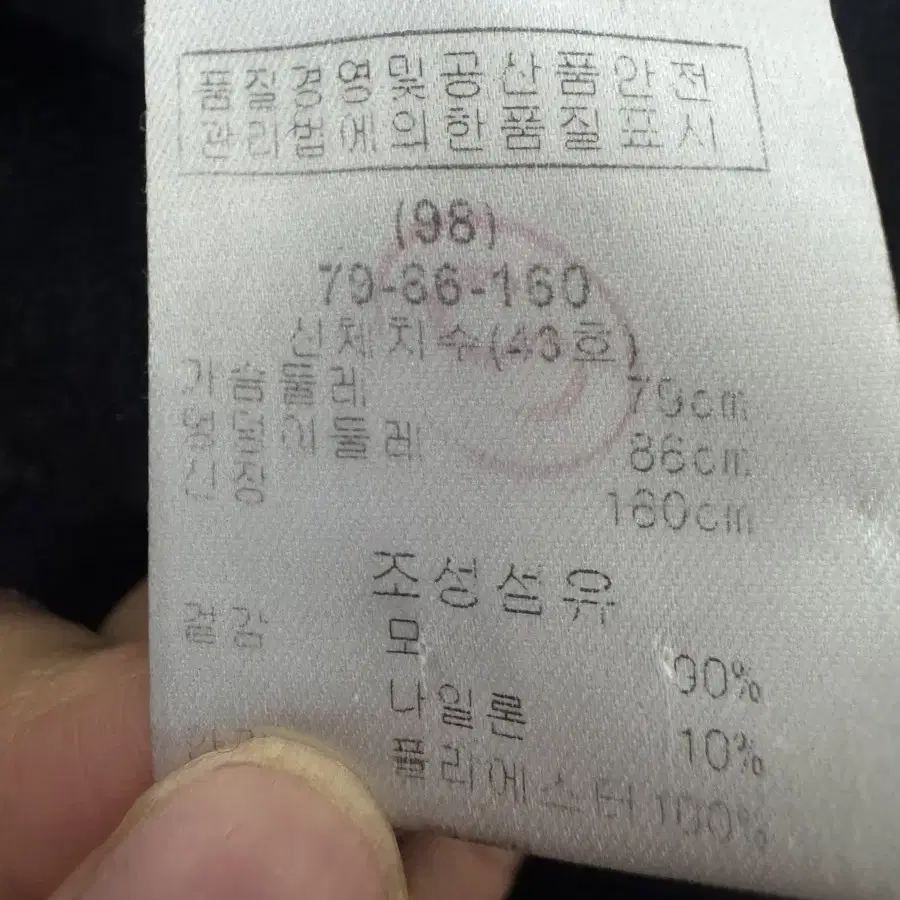 품질경영및공산품안전
관리법에의한품질표시
(98)
79-86-160
신체치수(43호)
가슴둘레 79cm
엉덩이둘레 86cm
신장 160cm
조성섬유
겉감 모 90%
나일론 10%
폴리에스터 100%